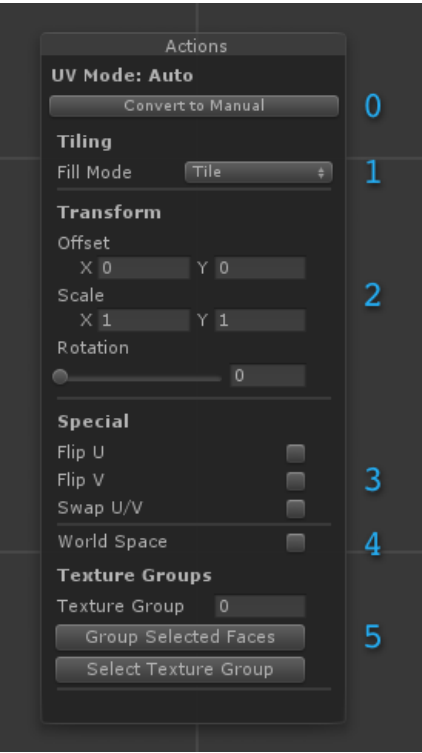 Actions
UV Mode: Auto
Convert to Manual 0
Tiling
Fill Mode Tile 1
Transform
Offset
X 0 Y 0
Scale 2
X 1 Y 1
Rotation
0
Special
Flip U
Flip V 3
Swap U/V
World Space 4
Texture Groups
Texture Group 0
Group Selected Faces 5
Select Texture Group